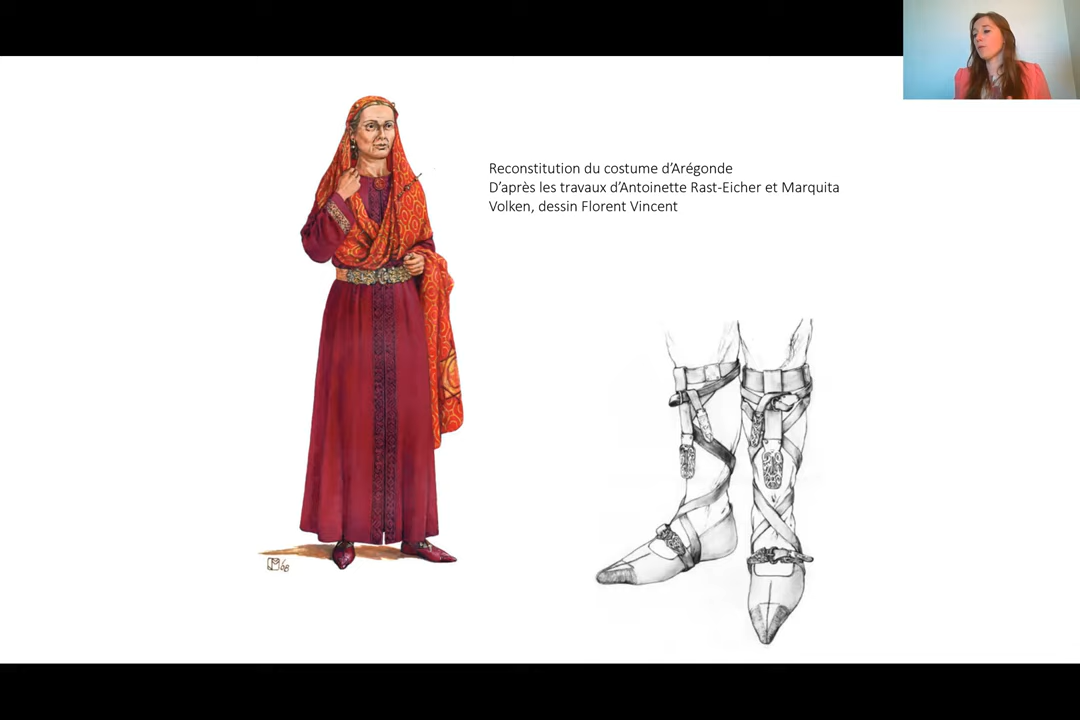 Reconstitution du costume d’Arégonde
D’après les travaux d’Antoinette Rast-Eicher et Marquita
Volken, dessin Florent Vincent